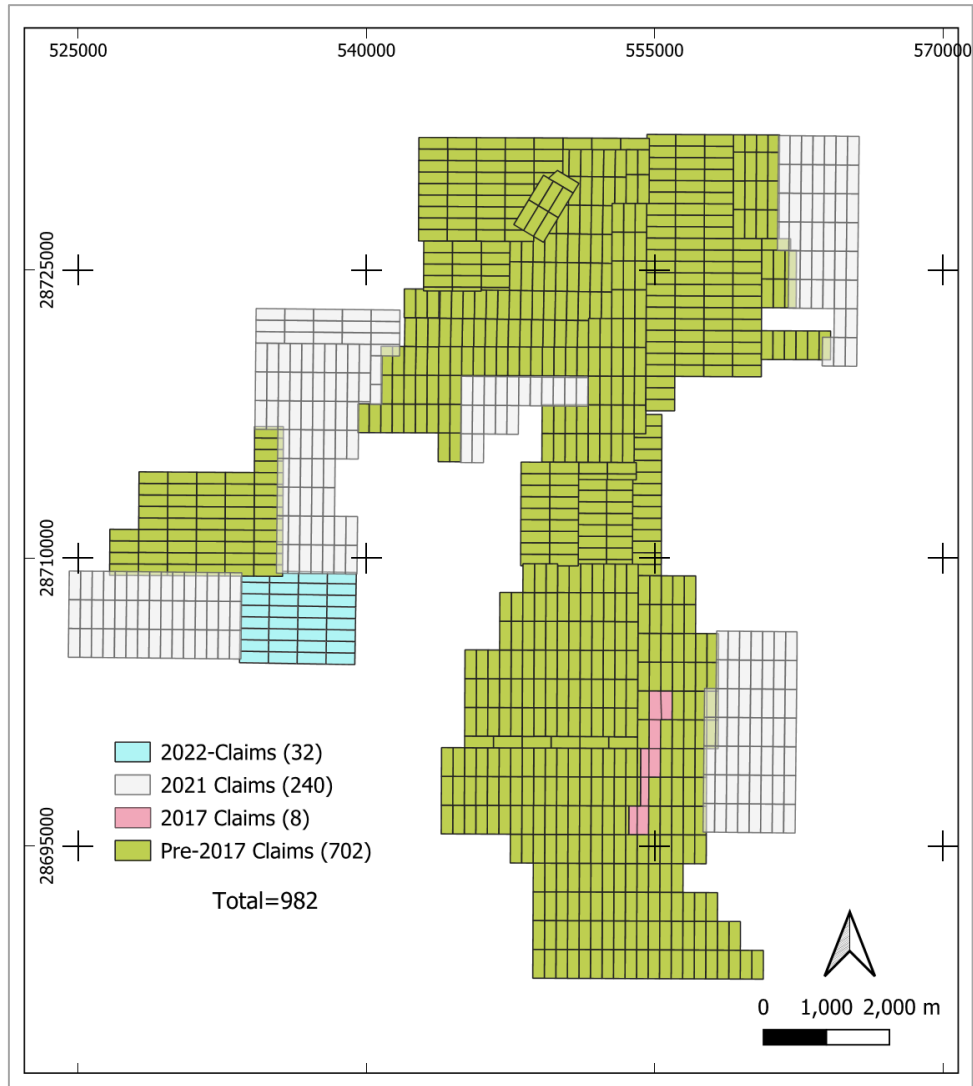 525000 540000 555000 570000
28725000
28710000
28695000
2022-Claims (32)
2021 Claims (240)
2017 Claims (8)
Pre-2017 Claims (702)
Total=982
0 1,000 2,000 m